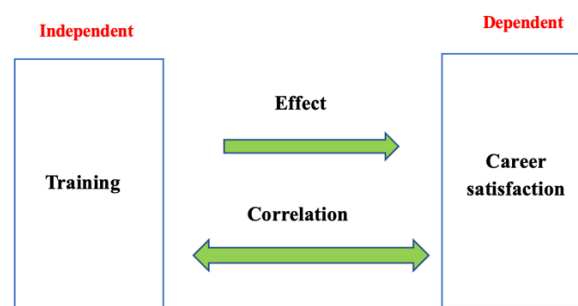 Independent
Dependent
Effect
Training
Career
satisfaction
Correlation